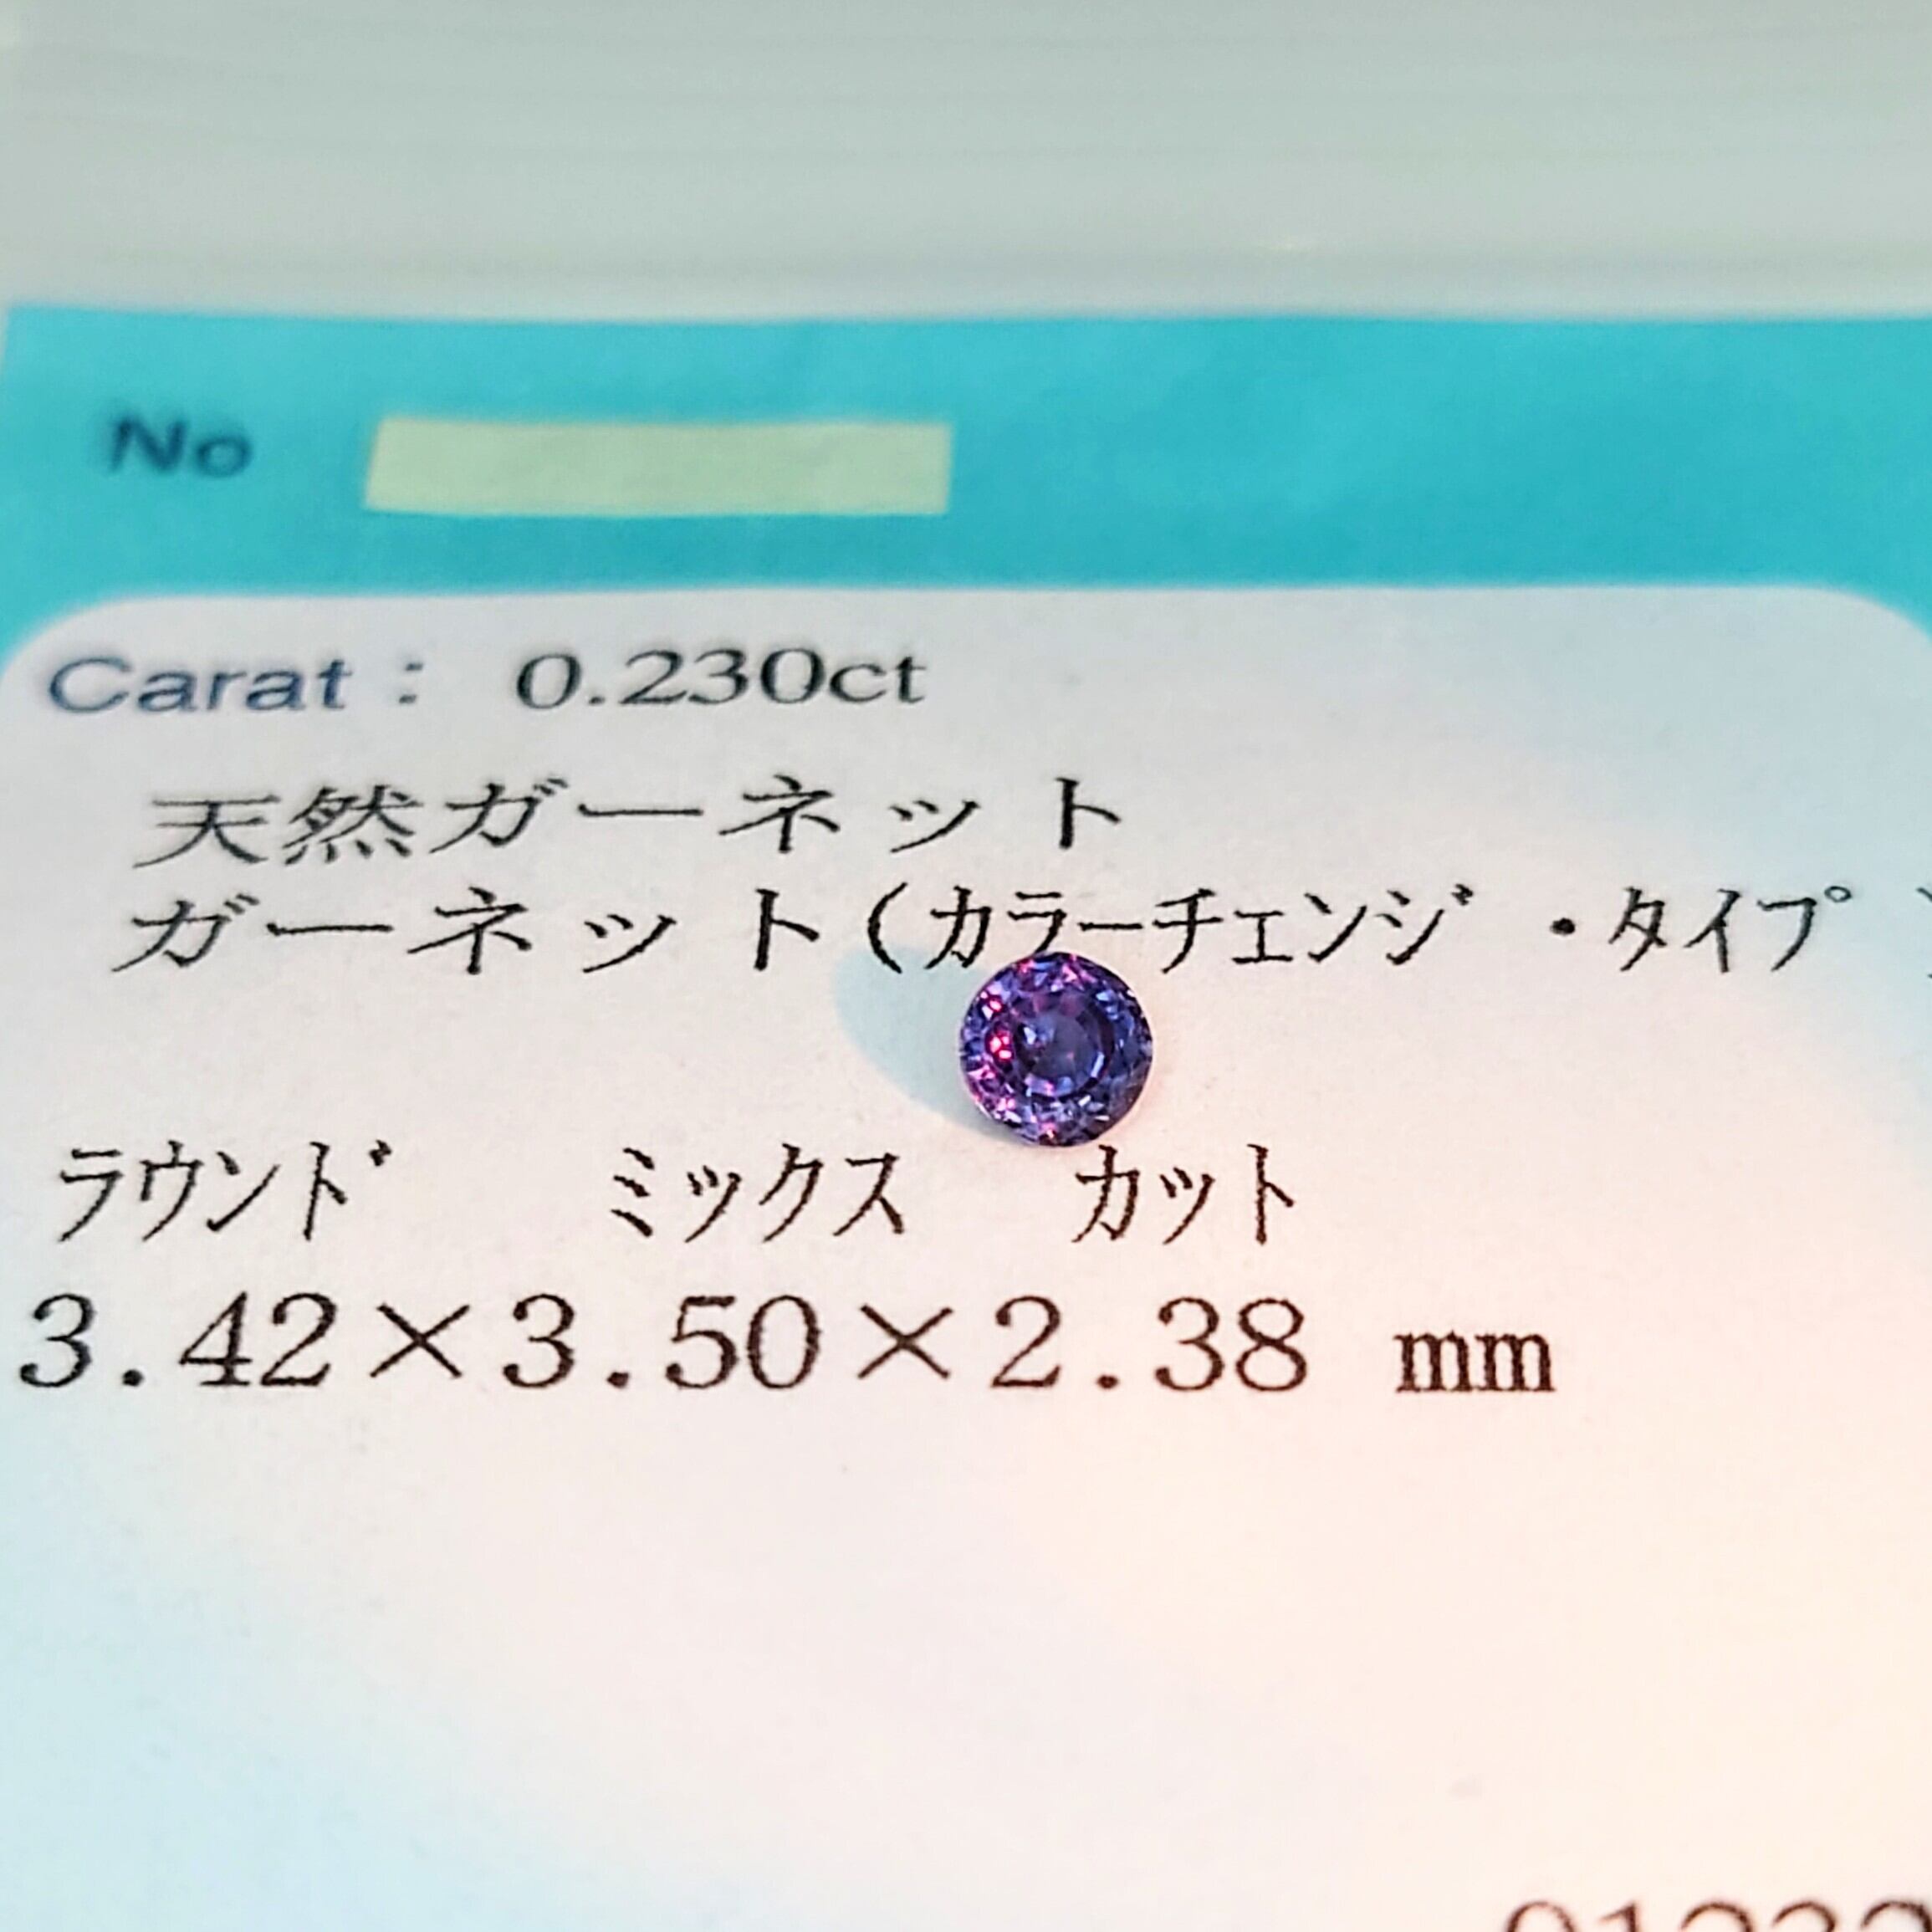 No
Carat : 0.230ct
天然ガーネット
ガーネット(カラーチェンジ・タイプ)
ラウンド ミックス カット
3.42×3.50×2.38 mm